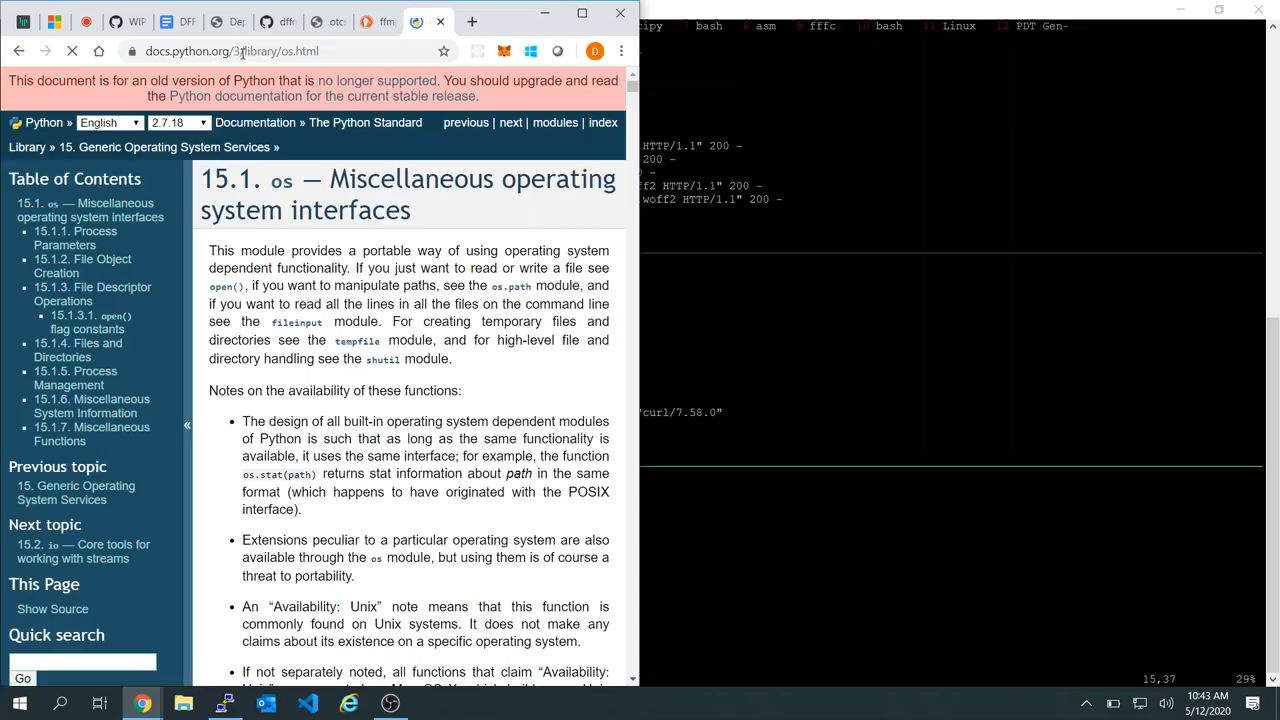 WIP
DFF
Dep
dffr
otc
ffm
docs.python.org/3/library/os.html
D
This document is for an old version of Python that is no longer supported. You should upgrade and read
the Python documentation for the current stable release.
Python » English 2.7.18 Documentation » The Python Standard previous | next | modules | index
Library » 15. Generic Operating System Services »
Table of Contents
15.1. os — Miscellaneous
operating system interfaces
15.1.1. Process
Parameters
15.1.2. File Object
Creation
15.1.3. File Descriptor
Operations
15.1.3.1. open()
flag constants
15.1.4. Files and
Directories
15.1.5. Process
Management
15.1.6. Miscellaneous
System Information
15.1.7. Miscellaneous
Functions
Previous topic
15. Generic Operating
System Services
Next topic
15.2. io — Core tools for
working with streams
This Page
Show Source
Quick search
Go
«
15.1. os — Miscellaneous operating
system interfaces
This module provides a portable way of using operating system
dependent functionality. If you just want to read or write a file see
open(), if you want to manipulate paths, see the os.path module, and
if you want to read all the lines in all the files on the command line
see the fileinput module. For creating temporary files and
directories see the tempfile module, and for high-level file and
directory handling see the shutil module.
Notes on the availability of these functions:
• The design of all built-in operating system dependent modules
of Python is such that as long as the same functionality is
available, it uses the same interface; for example, the function
os.stat(path) returns stat information about path in the same
format (which happens to have originated with the POSIX
interface).
• Extensions peculiar to a particular operating system are also
available through the os module, but using them is of course a
threat to portability.
• An “Availability: Unix” note means that this function is
commonly found on Unix systems. It does not make any
claims about its existence on a specific operating system.
• If not separately noted, all functions that claim “Availability:
cipy 7 bash 8 asm 9 fffc 10 bash 11 Linux 12 PDT Gen-
HTTP/1.1" 200 -
200 -
-
ff2 HTTP/1.1" 200 -
woff2 HTTP/1.1" 200 -
"curl/7.58.0"
15,37 29%
10:43 AM
5/12/2020